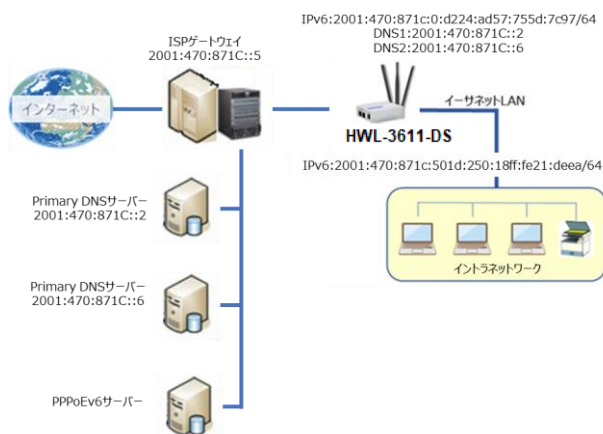 IPv6:2001:470:871c:0:d224:ad57:755d:7c97/64
DNS1:2001:470:871C::2
DNS2:2001:470:871C::6
ISPゲートウェイ
2001:470:871C::5
インターネット
イーサネットLAN
HWL-3611-DS
IPv6:2001:470:871c:501d:250:18ff:fe21:deea/64
Primary DNSサーバー
2001:470:871C::2
イントラネットワーク
Primary DNSサーバー
2001:470:871C::6
PPPoEv6サーバー